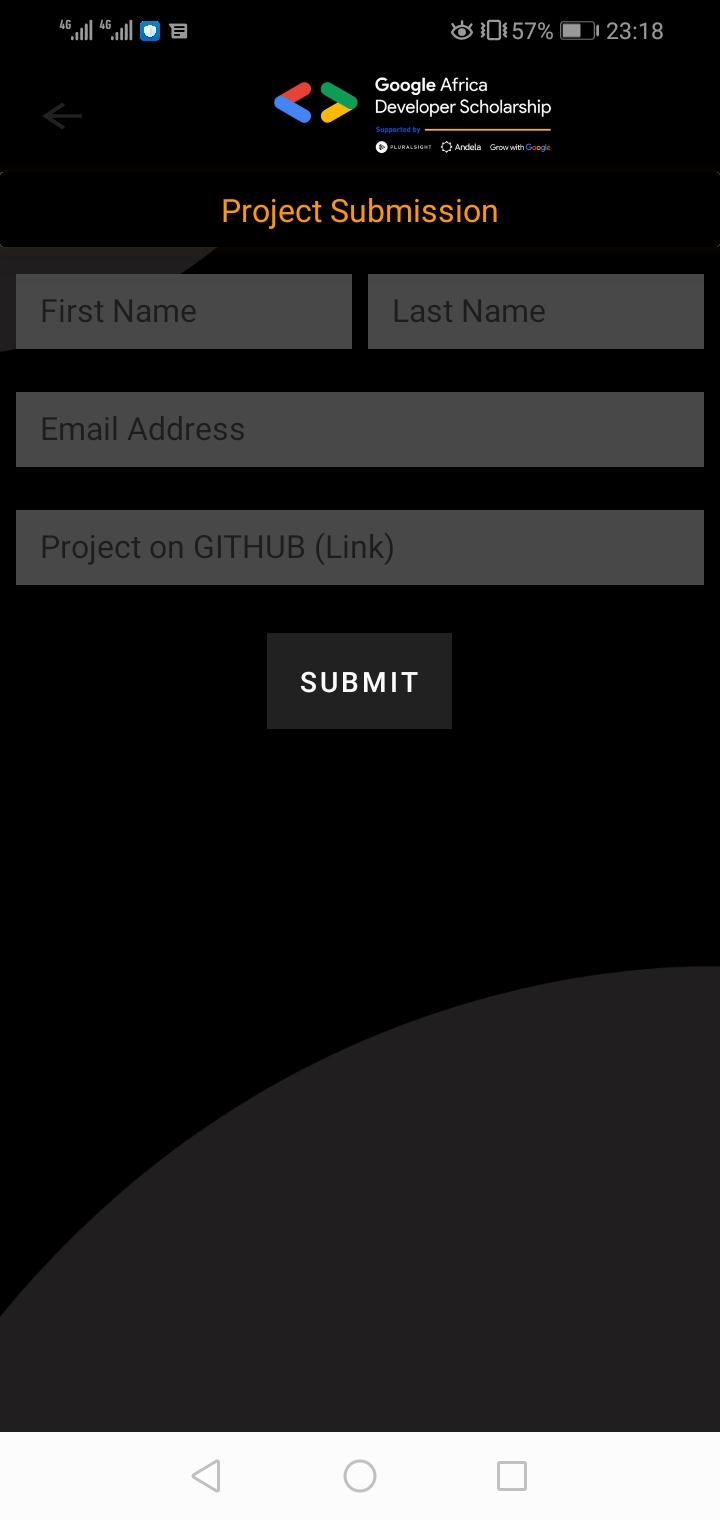 4G 4G 57% 23:18
Google Africa
Developer Scholarship
Supported by
PLURALSIGHT Andela Grow with Google
Project Submission
First Name Last Name
Email Address
Project on GITHUB (Link)
SUBMIT